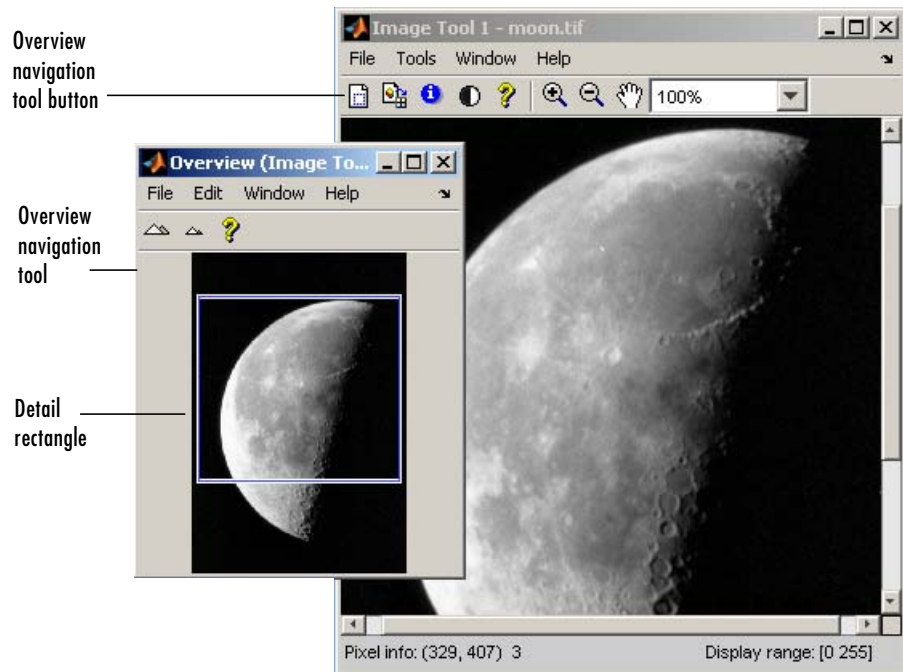 Overview
navigation
tool button
Image Tool 1 - moon.tif
File Tools Window Help
100%
Overview (Image To...
File Edit Window Help
Overview
navigation
tool
Detail
rectangle
Pixel info: (329, 407) 3
Display range: [0 255]